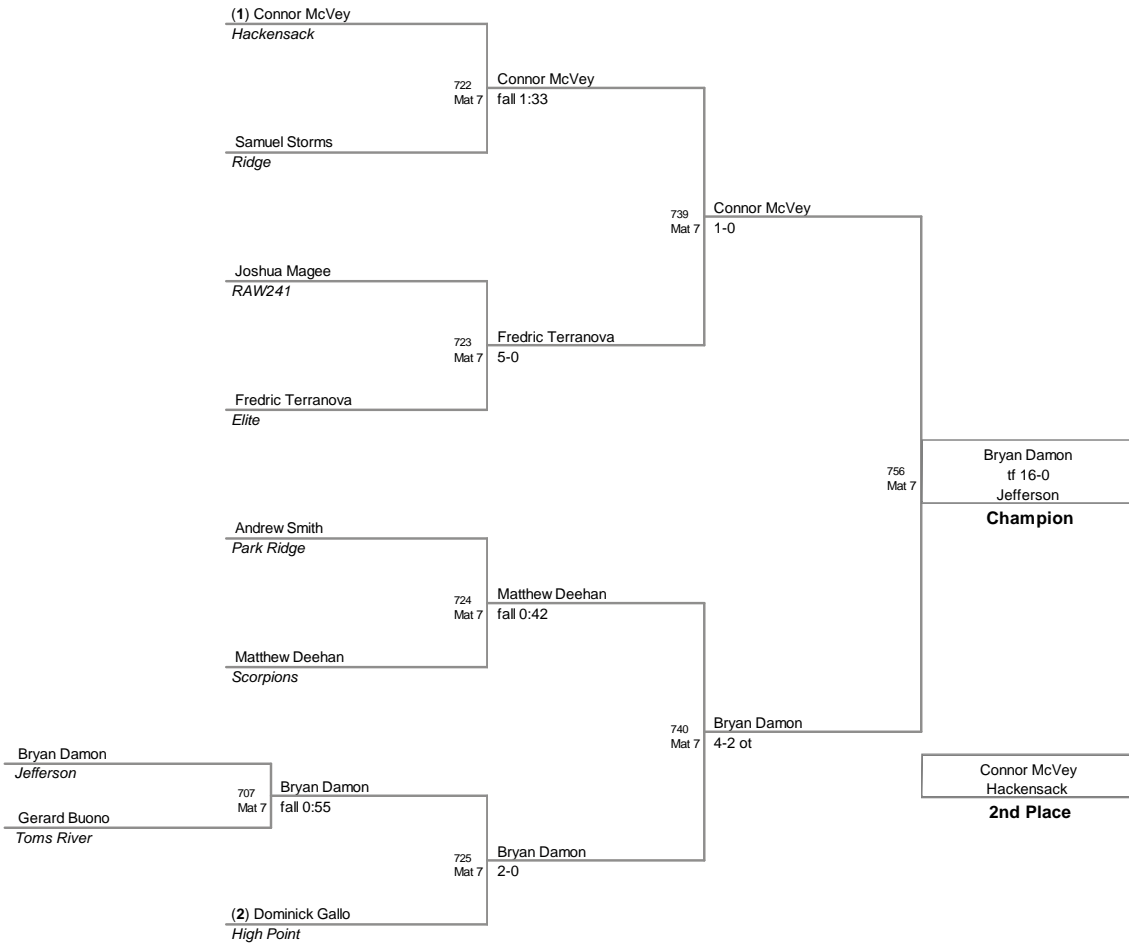 (1) Connor McVey
Hackensack
722
Mat 7
Connor McVey
fall 1:33
Samuel Storms
Ridge
739
Mat 7
Connor McVey
1-0
Joshua Magee
RAW241
723
Mat 7
Fredric Terranova
5-0
Fredric Terranova
Elite
756
Mat 7
Bryan Damon
tf 16-0
Jefferson
Champion
Andrew Smith
Park Ridge
724
Mat 7
Matthew Deehan
fall 0:42
Matthew Deehan
Scorpions
740
Mat 7
Bryan Damon
4-2 ot
Bryan Damon
Jefferson
707
Mat 7
Bryan Damon
fall 0:55
Gerard Buono
Toms River
Connor McVey
Hackensack
2nd Place
725
Mat 7
Bryan Damon
2-0
(2) Dominick Gallo
High Point